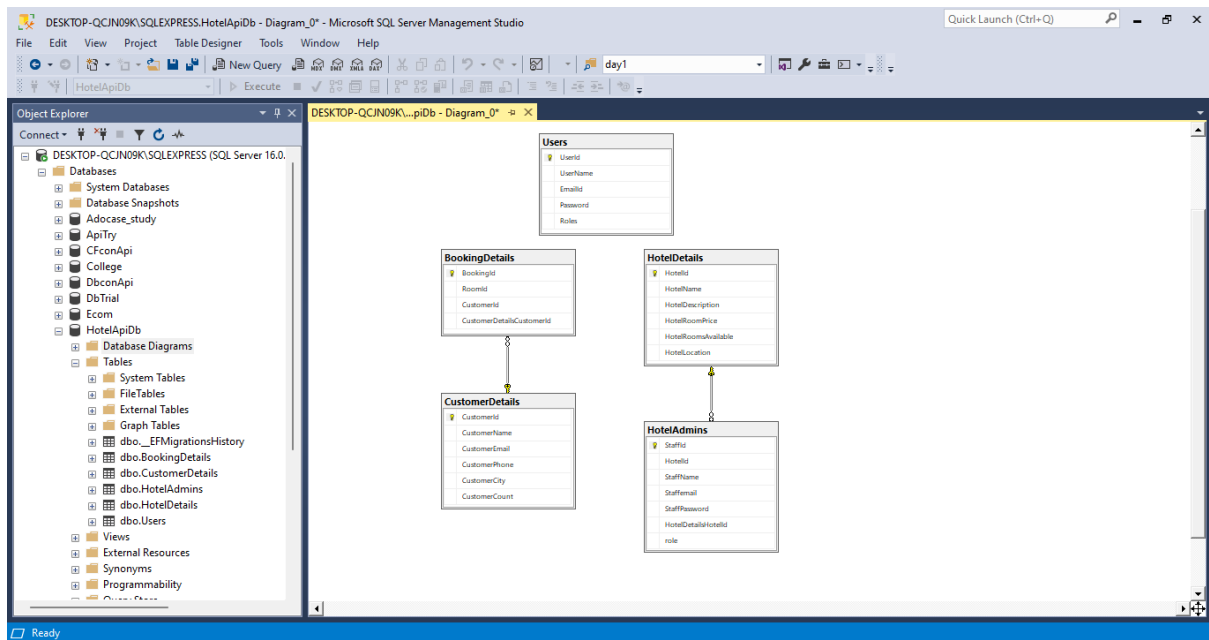 DESKTOP-QCJN09K\SQLEXPRESS.HotelApiDb - Diagram_0* - Microsoft SQL Server Management Studio
Quick Launch (Ctrl+Q)
File Edit View Project Table Designer Tools Window Help
New Query
MDX DMX XMLA DAX
day1
HotelApiDb
Execute
Object Explorer
DESKTOP-QCJN09K\...piDb - Diagram_0*
Connect
DESKTOP-QCJN09K\SQLEXPRESS (SQL Server 16.0.
Databases
System Databases
Database Snapshots
Adocase_study
ApiTry
CFconApi
College
DbconApi
DbTrial
Ecom
HotelApiDb
Database Diagrams
Tables
System Tables
FileTables
External Tables
Graph Tables
dbo.__EFMigrationsHistory
dbo.BookingDetails
dbo.CustomerDetails
dbo.HotelAdmins
dbo.HotelDetails
dbo.Users
Views
External Resources
Synonyms
Programmability
Query Store
Users
UserId
UserName
EmailId
Password
Roles
BookingDetails
BookingId
RoomId
CustomerId
CustomerDetailsCustomerId
HotelDetails
HotelId
HotelName
HotelDescription
HotelRoomPrice
HotelRoomsAvailable
HotelLocation
CustomerDetails
CustomerId
CustomerName
CustomerEmail
CustomerPhone
CustomerCity
CustomerCount
HotelAdmins
StaffId
HotelId
StaffName
Staffemail
StaffPassword
HotelDetailsHotelId
role
Ready